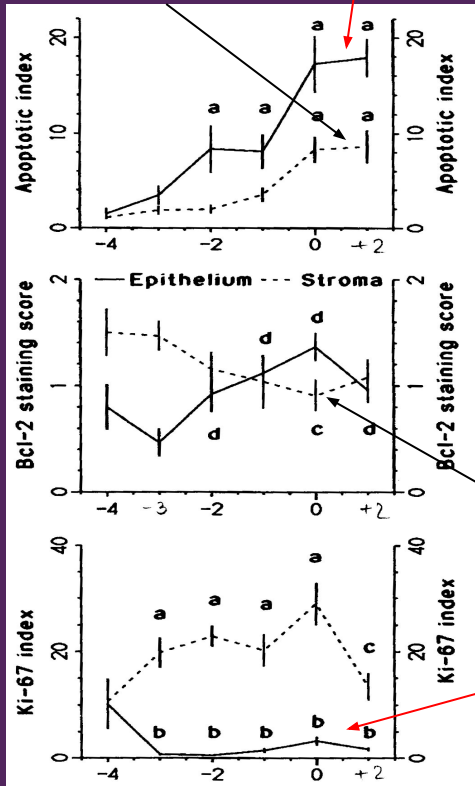 a a
20 20
a a a a
10 10
0 0
Apoptotic index Apoptotic index
-4 -2 0 +2
2 2
Epithelium Stroma
d d
1 1
d c d
0 0
Bcl-2 staining score Bcl-2 staining score
-4 -3 -2 0 +2
40 40
a a a a
20 20
c
b b b b b
0 0
Ki-67 index Ki-67 index
-4 -2 0 +2